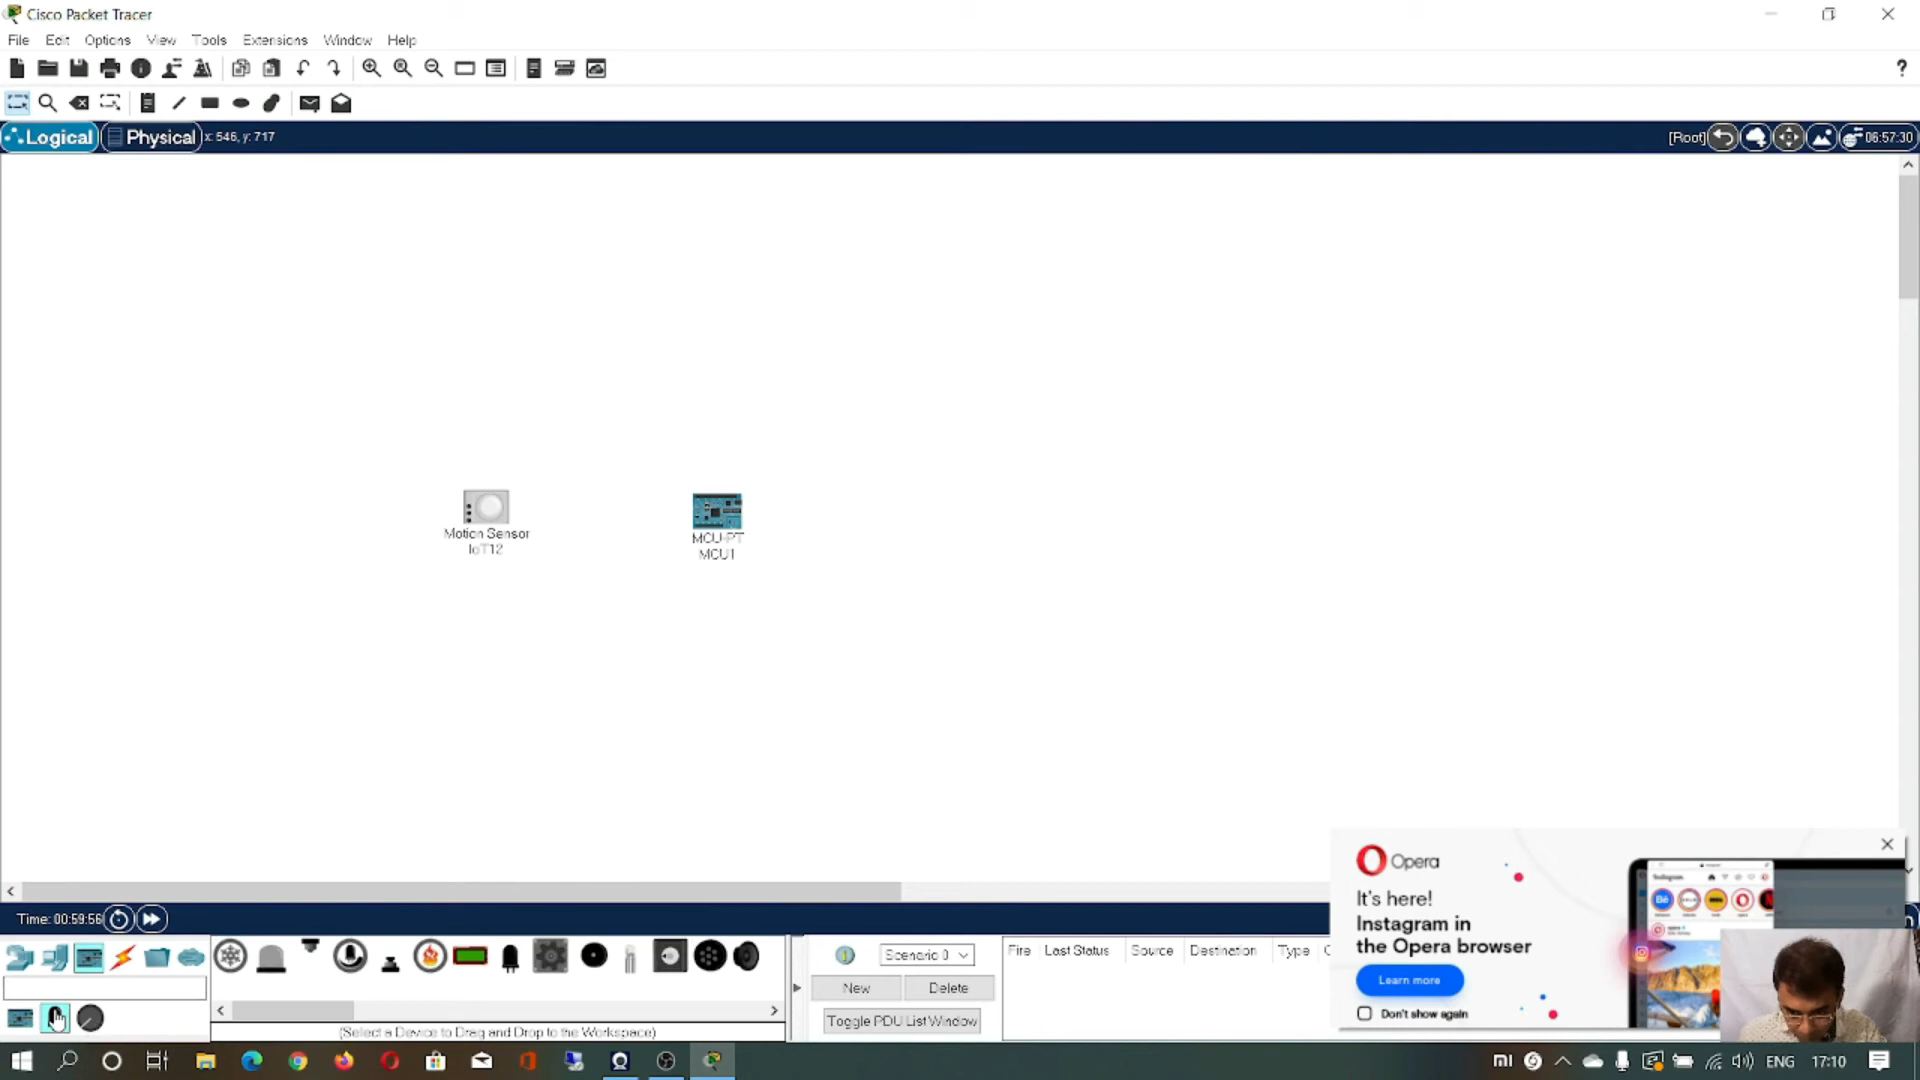 Cisco Packet Tracer
File Edit Options View Tools Extensions Window Help
?
Logical Physical x: 546, y: 717
[Root] 06:57:30
Motion Sensor
IoT12
MCU-PT
MCU1
Opera
It's here!
Instagram in
the Opera browser
Learn more
Don't show again
Time: 00:59:56
Scenario 0
New Delete
Toggle PDU List Window
Fire Last Status Source Destination Type
(Select a Device to Drag and Drop to the Workspace)
ENG 17:10